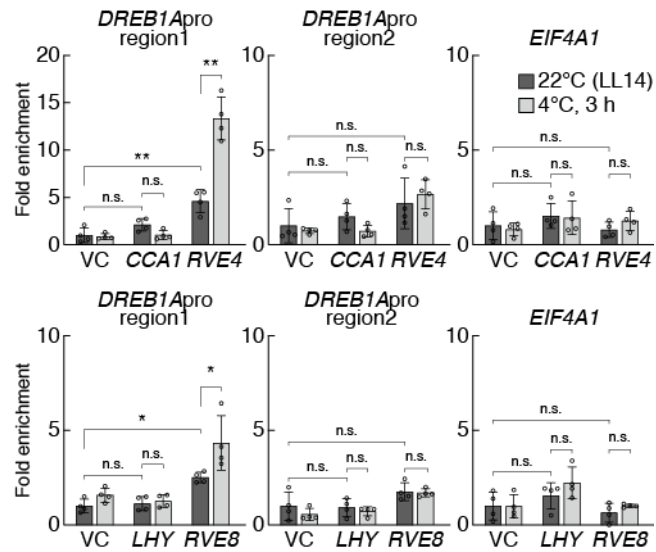 DREB1Apro
region1
DREB1Apro
region2
EIF4A1
22°C (LL14)
4°C, 3 h
Fold enrichment
20
15
10
5
0
**
**
n.s.
n.s.
VC CCA1 RVE4
10
5
0
n.s.
n.s.
n.s.
n.s.
VC CCA1 RVE4
10
5
0
n.s.
n.s.
n.s.
n.s.
VC CCA1 RVE4
DREB1Apro
region1
DREB1Apro
region2
EIF4A1
Fold enrichment
10
5
0
*
*
n.s.
n.s.
VC LHY RVE8
10
5
0
n.s.
n.s.
n.s.
n.s.
VC LHY RVE8
10
5
0
n.s.
n.s.
n.s.
n.s.
VC LHY RVE8